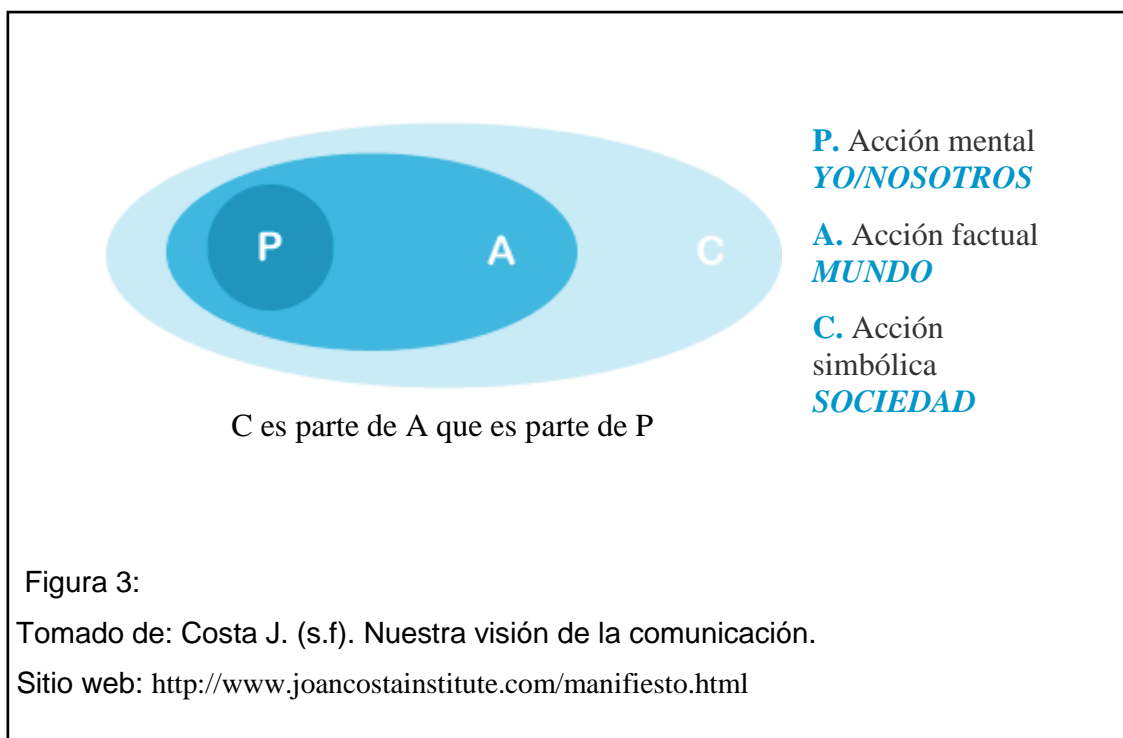 P
A
C
P. Acción mental
YO/NOSOTROS
A. Acción factual
MUNDO
C. Acción
simbólica
SOCIEDAD
C es parte de A que es parte de P
Figura 3:
Tomado de: Costa J. (s.f). Nuestra visión de la comunicación.
Sitio web: http://www.joancostainstitute.com/manifiesto.html